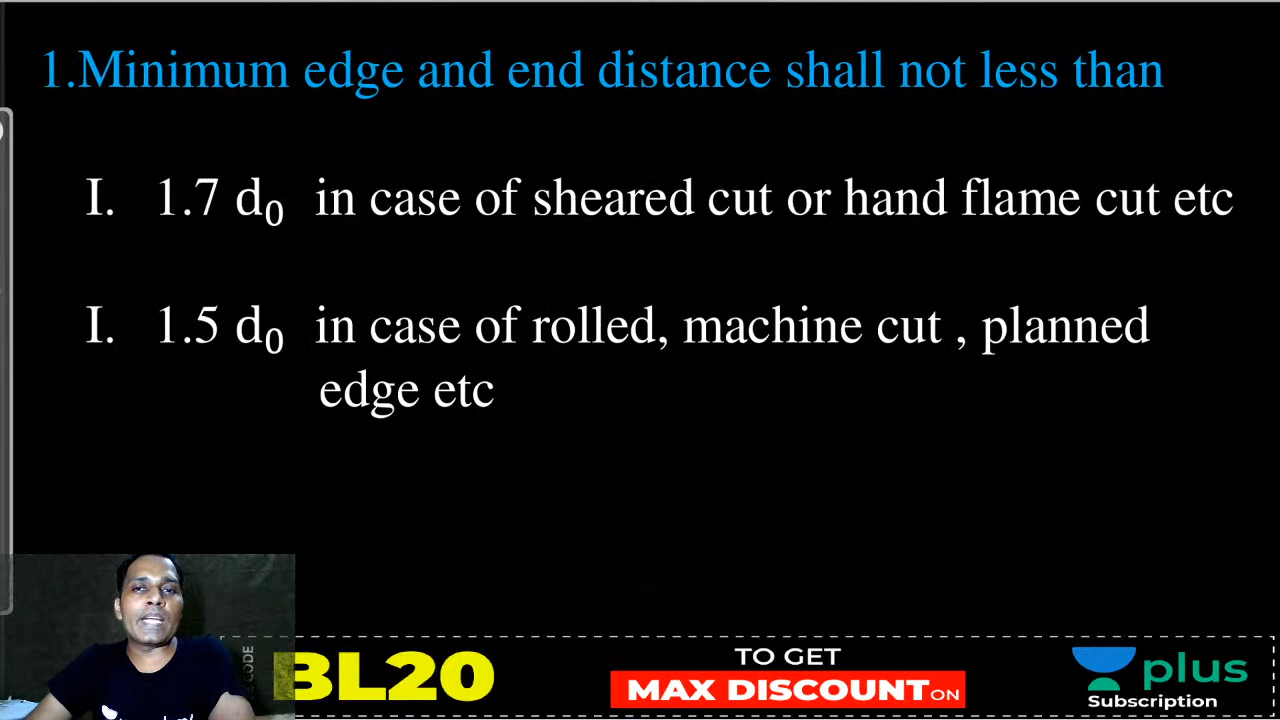 1.Minimum edge and end distance shall not less than
I. 1.7 d₀ in case of sheared cut or hand flame cut etc
I. 1.5 d₀ in case of rolled, machine cut , planned
edge etc
CODE
BL20
TO GET
MAX DISCOUNT ON
plus
Subscription